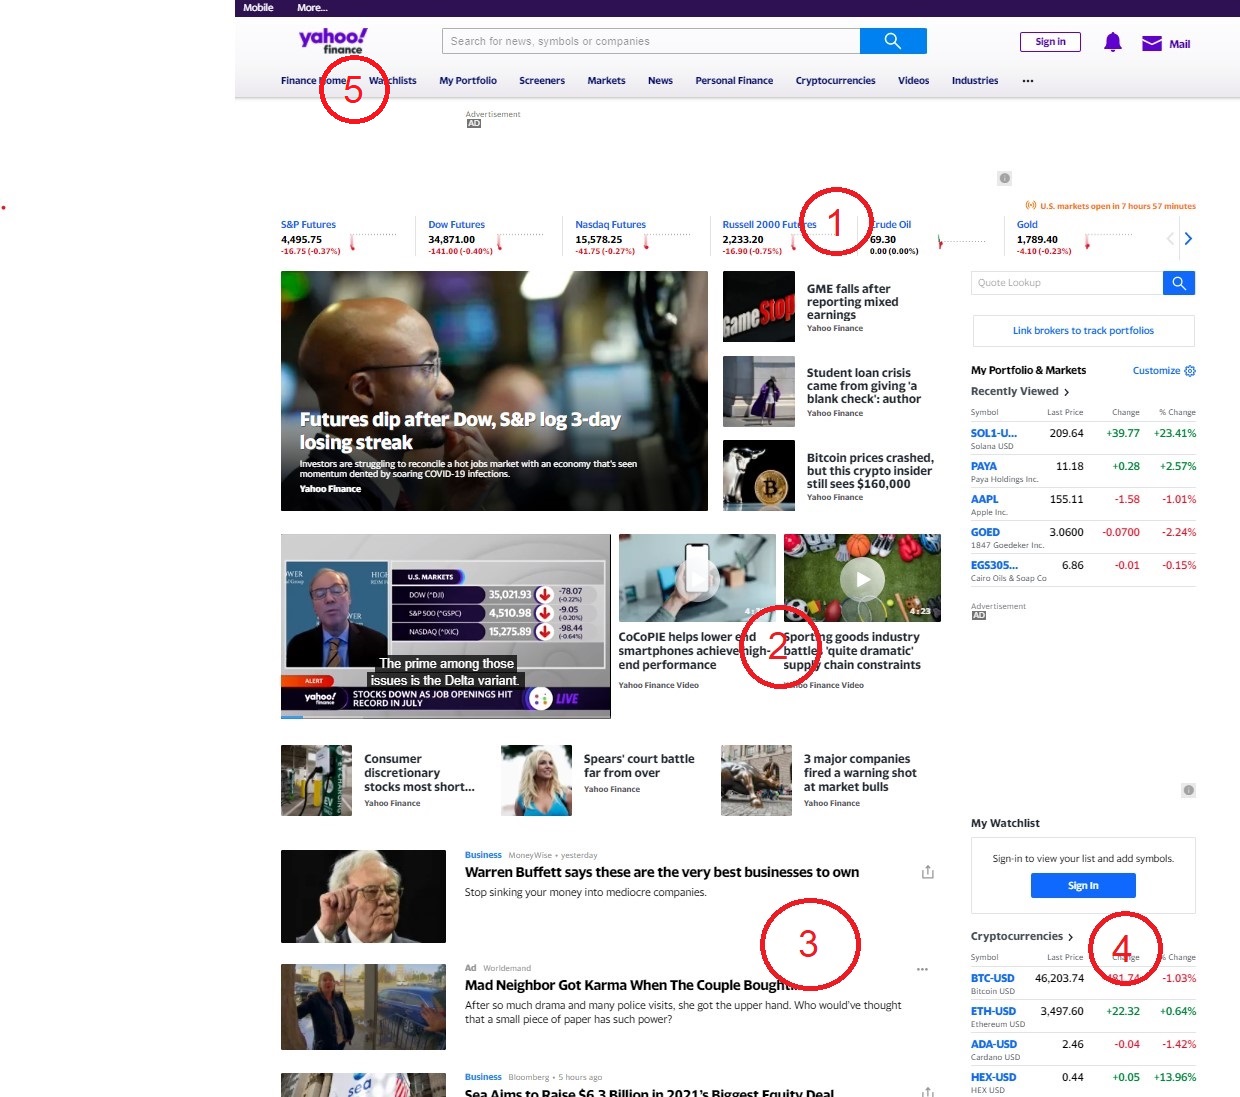 Mobile More...
yahoo!
finance
Search for news, symbols or companies
Sign in
Mail
Finance Home Watchlists My Portfolio Screeners Markets News Personal Finance Cryptocurrencies Videos Industries ...
5
Advertisement
AD
U.S. markets open in 7 hours 57 minutes
S&P Futures
4,495.75
-16.75 (-0.37%)
Dow Futures
34,871.00
-141.00 (-0.40%)
Nasdaq Futures
15,578.25
-41.75 (-0.27%)
Russell 2000 Futures
2,233.20
-16.90 (-0.75%)
1
Crude Oil
69.30
0.00 (0.00%)
Gold
1,789.40
-4.10 (-0.23%)
Futures dip after Dow, S&P log 3-day
losing streak
Investors are struggling to reconcile a hot jobs market with an economy that's seen
momentum dented by soaring COVID-19 infections.
Yahoo Finance
GameStop
GME falls after
reporting mixed
earnings
Yahoo Finance
Student loan crisis
came from giving 'a
blank check': author
Yahoo Finance
Bitcoin prices crashed,
but this crypto insider
still sees $160,000
Yahoo Finance
Quote Lookup
Link brokers to track portfolios
My Portfolio & Markets
Customize
Recently Viewed
Symbol Last Price Change % Change
SOL1-U... 209.64 +39.77 +23.41%
Solana USD
PAYA 11.18 +0.28 +2.57%
Paya Holdings Inc.
AAPL 155.11 -1.58 -1.01%
Apple Inc.
GOED 3.0600 -0.0700 -2.24%
1847 Goedeker Inc.
EGS305... 6.86 -0.01 -0.15%
Cairo Oils & Soap Co
Advertisement
AD
U.S. MARKETS
DOW (^DJI) 35,021.93 -78.07
(-0.22%)
S&P 500 (^GSPC) 4,510.98 -9.05
(-0.20%)
NASDAQ (^IXIC) 15,275.89 -98.44
(-0.64%)
The prime among those
issues is the Delta variant.
ALERT
yahoo!
finance
STOCKS DOWN AS JOB OPENINGS HIT
RECORD IN JULY
LIVE
CoCoPIE helps lower end
smartphones achieve high-
end performance
Yahoo Finance Video
2
4:23
Sporting goods industry
battles 'quite dramatic'
supply chain constraints
Yahoo Finance Video
Consumer
discretionary
stocks most short...
Yahoo Finance
Spears' court battle
far from over
Yahoo Finance
3 major companies
fired a warning shot
at market bulls
Yahoo Finance
My Watchlist
Sign-in to view your list and add symbols.
Sign In
Business MoneyWise • yesterday
Warren Buffett says these are the very best businesses to own
Stop sinking your money into mediocre companies.
3
Ad Worldemand
Mad Neighbor Got Karma When The Couple Bought...
After so much drama and many police visits, she got the upper hand. Who would've thought
that a small piece of paper has such power?
sea
Business Bloomberg • 5 hours ago
Sea Aims to Raise $6.3 Billion in 2021's Biggest Equity Deal
Cryptocurrencies
4
Symbol Last Price Change % Change
BTC-USD 46,203.74 -481.74 -1.03%
Bitcoin USD
ETH-USD 3,497.60 +22.32 +0.64%
Ethereum USD
ADA-USD 2.46 -0.04 -1.42%
Cardano USD
HEX-USD 0.44 +0.05 +13.96%
HEX USD